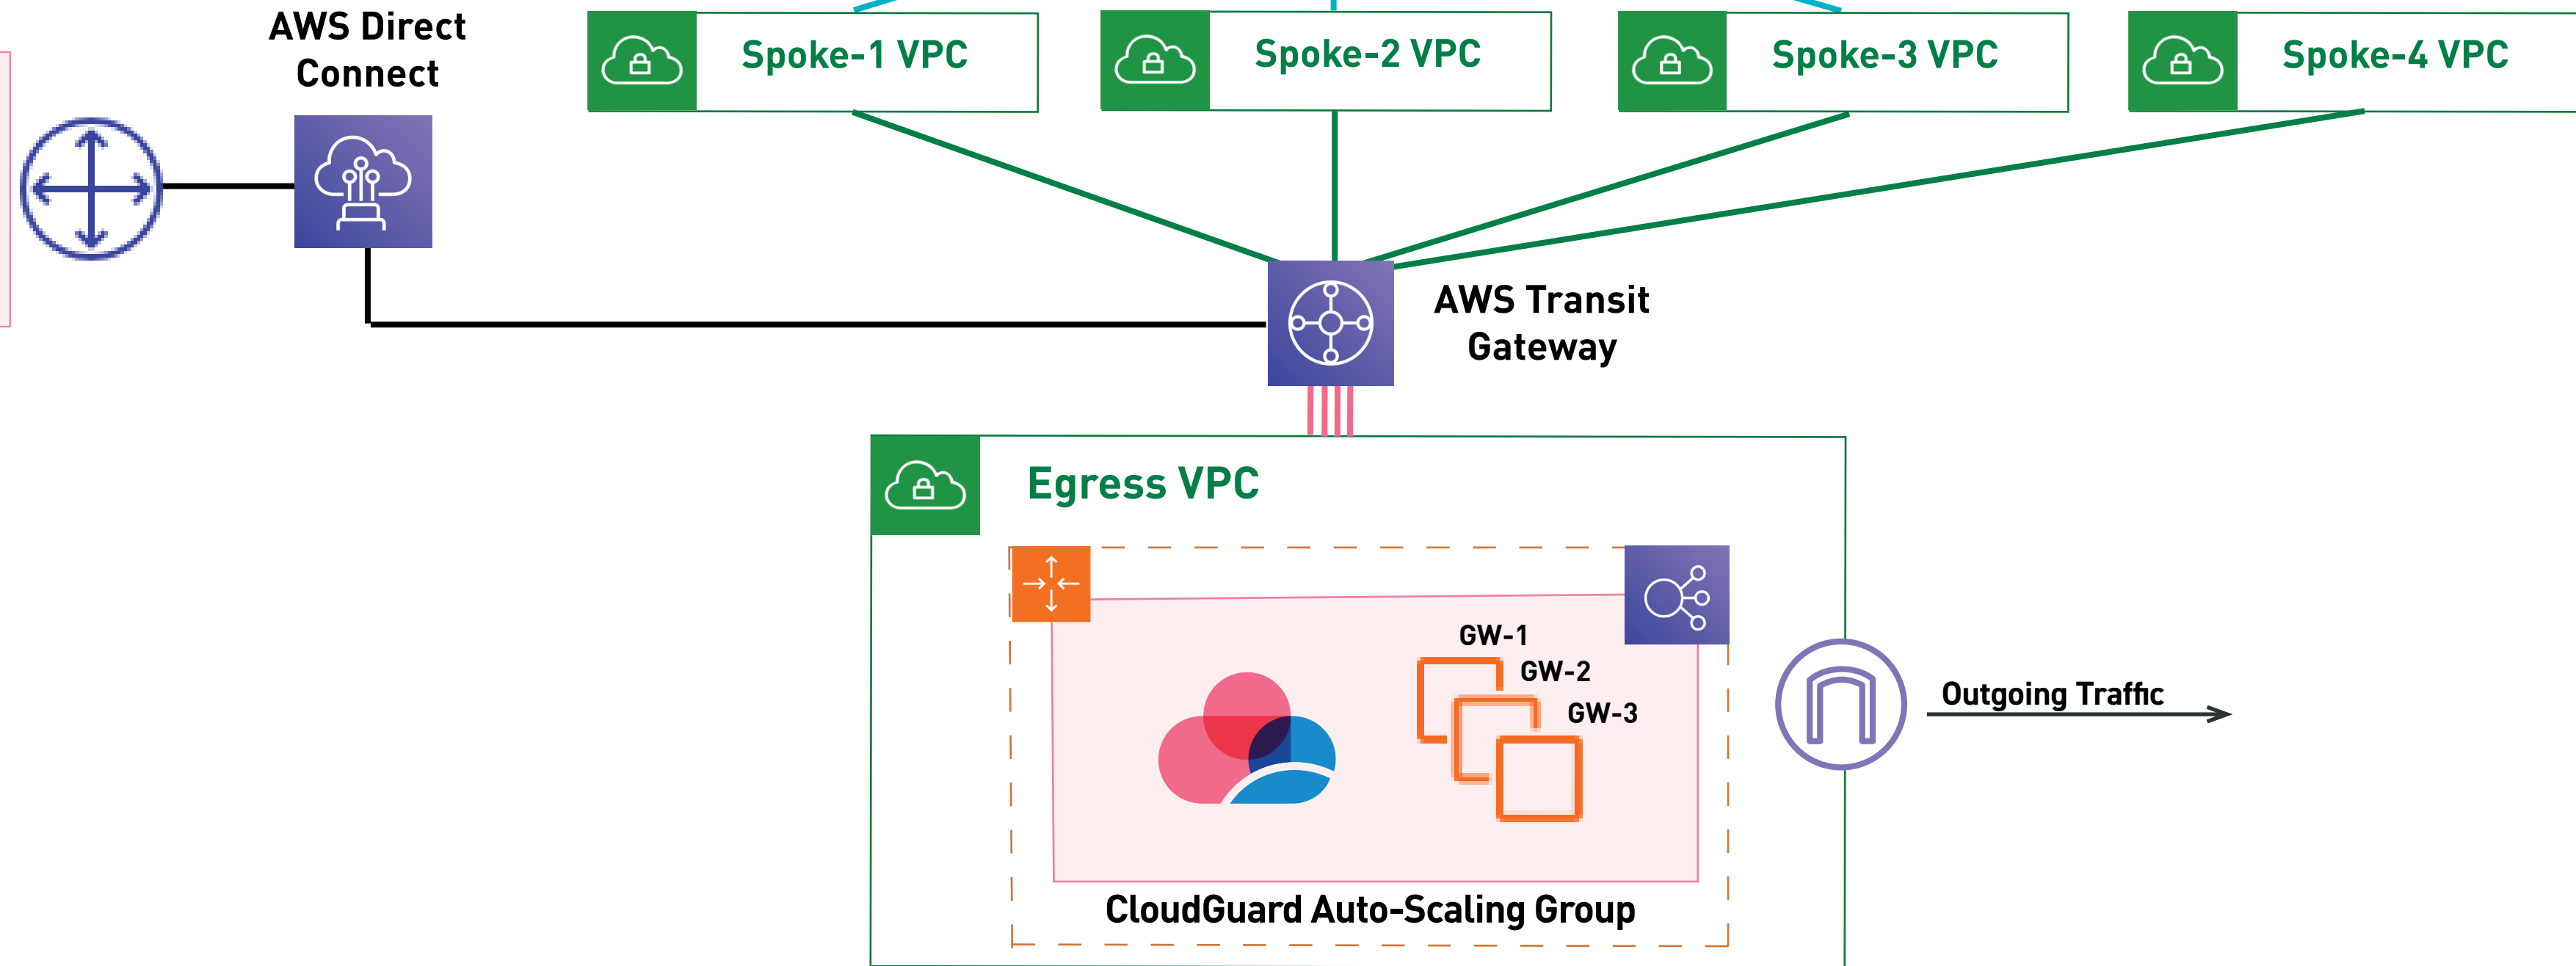 AWS Direct
Connect
Spoke-1 VPC
Spoke-2 VPC
Spoke-3 VPC
Spoke-4 VPC
AWS Transit
Gateway
Egress VPC
GW-1
GW-2
GW-3
Outgoing Traffic
CloudGuard Auto-Scaling Group